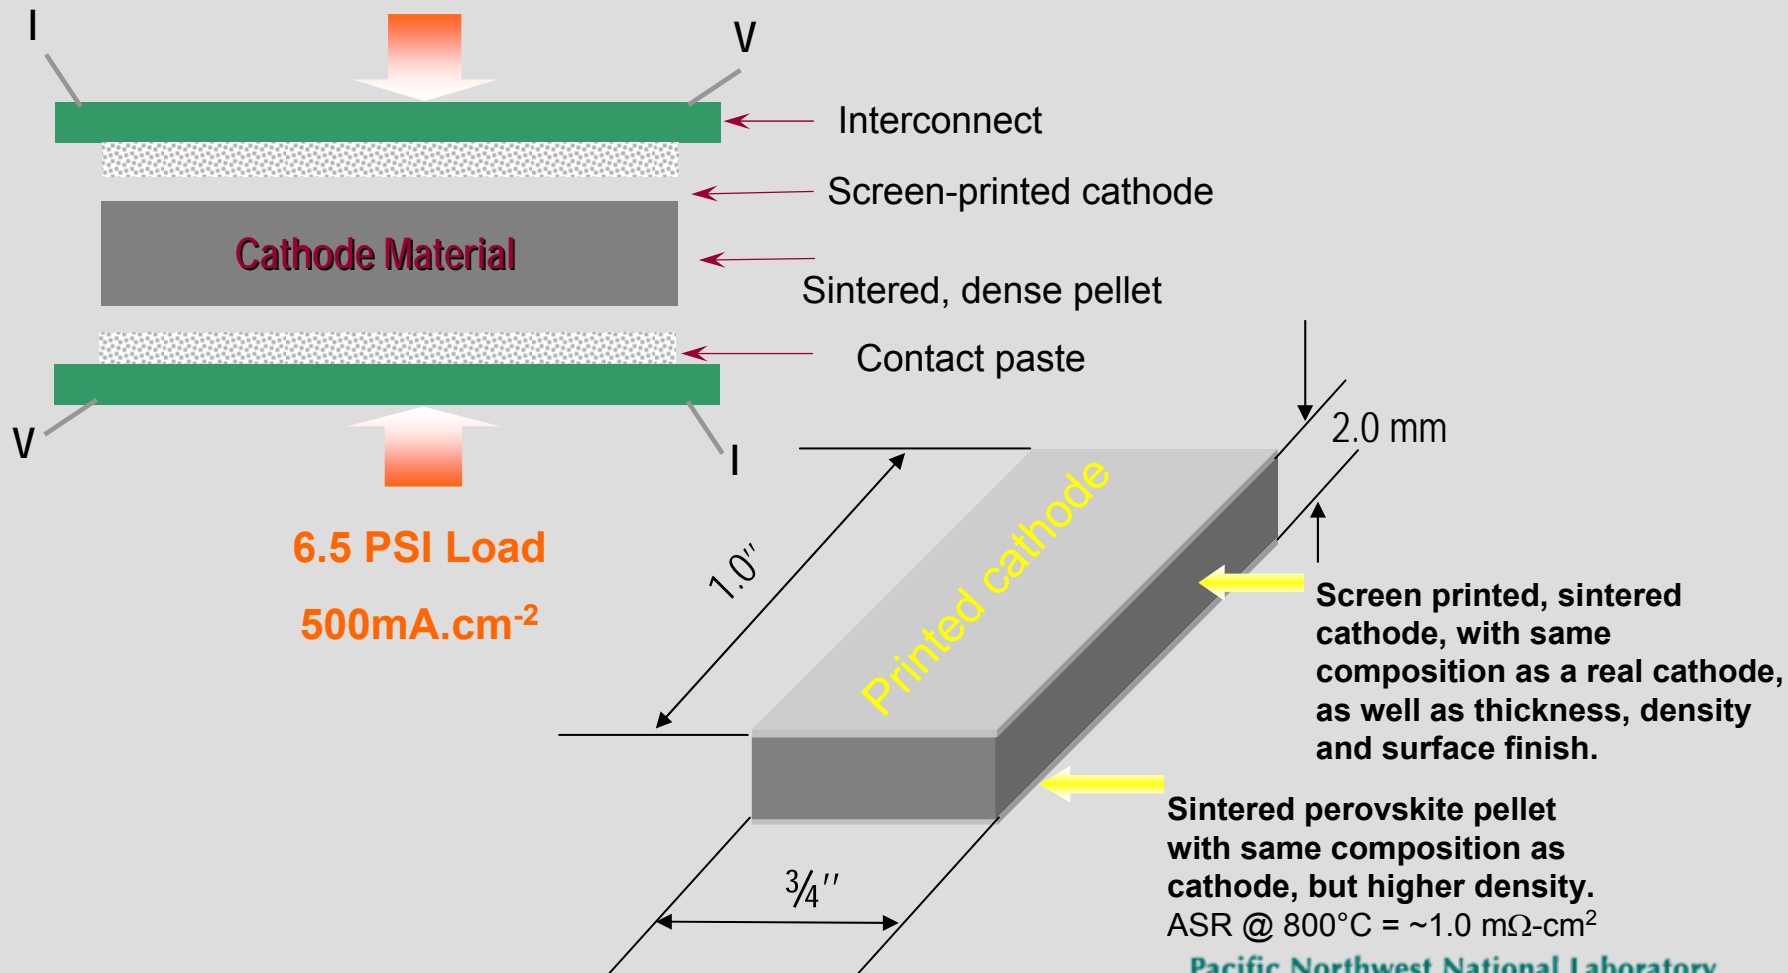 I
V
Interconnect
Screen-printed cathode
Cathode Material
Sintered, dense pellet
Contact paste
V
I
6.5 PSI Load
500mA.cm⁻²
2.0 mm
1.0″
Printed cathode
Screen printed, sintered
cathode, with same
composition as a real cathode,
as well as thickness, density
and surface finish.
Sintered perovskite pellet
with same composition as
cathode, but higher density.
ASR @ 800°C = ~1.0 mΩ-cm²
¾″
Pacific Northwest National Laboratory